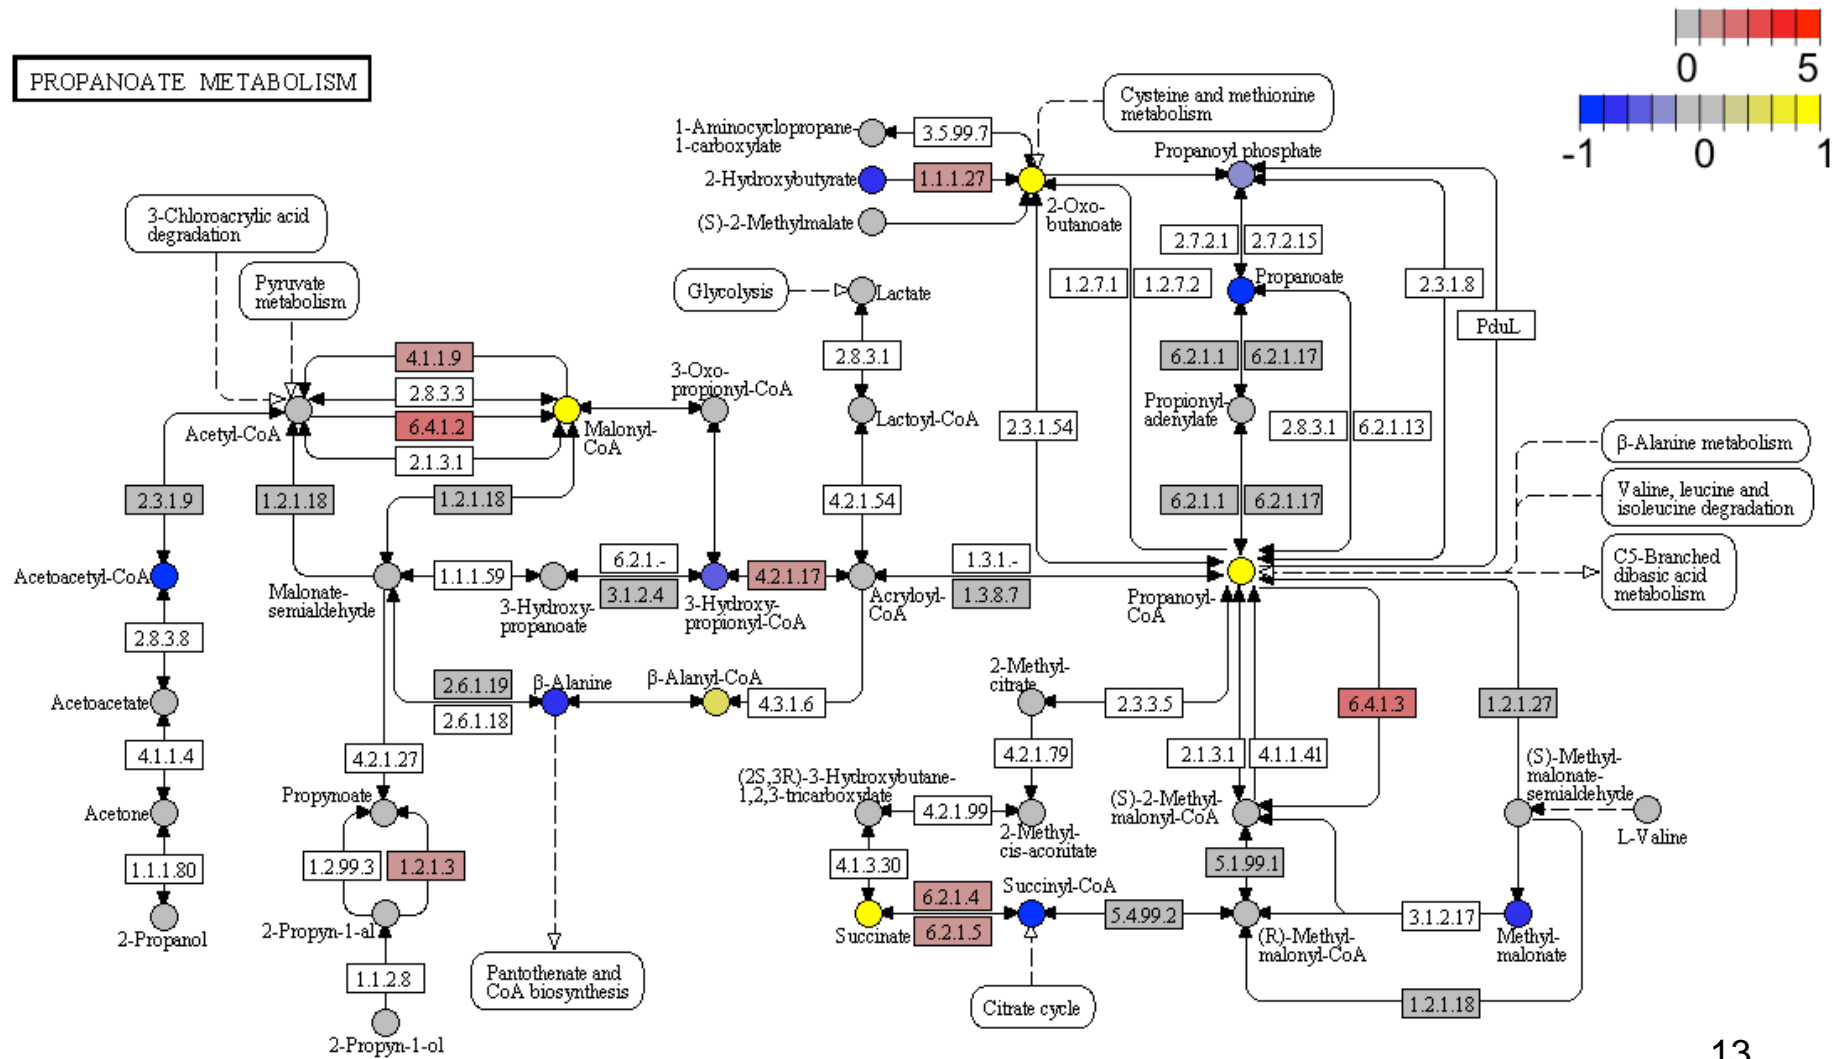 0
5
PROPANOATE METABOLISM
-1
0
1
Cysteine and methionine
metabolism
1-Aminocyclopropane
1-carboxylate
3.5.99.7
Propanoyl phosphate
2-Hydroxybutyrate
1.1.1.27
(S)-2-Methylmalate
2-Oxo-
butanoate
3-Chloroacrylic acid
degradation
2.7.2.1
2.7.2.15
Pyruvate
metabolism
Glycolysis
Lactate
1.2.7.1
1.2.7.2
Propanoate
2.3.1.8
PduL
4.1.1.9
2.8.3.1
6.2.1.1
6.2.1.17
3-Oxo-
propionyl-CoA
2.8.3.3
Acetyl-CoA
6.4.1.2
Malonyl-
CoA
Lactoyl-CoA
2.3.1.54
Propionyl-
adenylate
2.8.3.1
6.2.1.13
2.1.3.1
β-Alanine metabolism
2.3.1.9
1.2.1.18
1.2.1.18
4.2.1.54
6.2.1.1
6.2.1.17
Valine, leucine and
isoleucine degradation
Acetoacetyl-CoA
Malonate-
semialdehyde
1.1.1.59
3-Hydroxy-
propanoate
6.2.1.-
3.1.2.4
3-Hydroxy-
propionyl-CoA
4.2.1.17
Acryloyl-
CoA
1.3.1.-
1.3.8.7
Propanoyl-
CoA
C5-Branched
dibasic acid
metabolism
2.8.3.8
Acetoacetate
2.6.1.19
2.6.1.18
β-Alanine
β-Alanyl-CoA
4.3.1.6
2-Methyl-
citrate
2.3.3.5
6.4.1.3
1.2.1.27
4.1.1.4
4.2.1.27
4.2.1.79
2.1.3.1
4.1.1.41
(S)-Methyl-
malonate-
semialdehyde
Acetone
Propynoate
(2S,3R)-3-Hydroxybutane-
1,2,3-tricarboxylate
4.2.1.99
2-Methyl-
cis-aconitate
(S)-2-Methyl-
malonyl-CoA
L-Valine
1.1.1.80
1.2.99.3
1.2.1.3
4.1.3.30
5.1.99.1
2-Propanol
2-Propyn-1-al
Succinate
6.2.1.4
6.2.1.5
Succinyl-CoA
5.4.99.2
(R)-Methyl-
malonyl-CoA
3.1.2.17
Methyl-
malonate
1.1.2.8
Pantothenate and
CoA biosynthesis
Citrate cycle
1.2.1.18
2-Propyn-1-ol
13